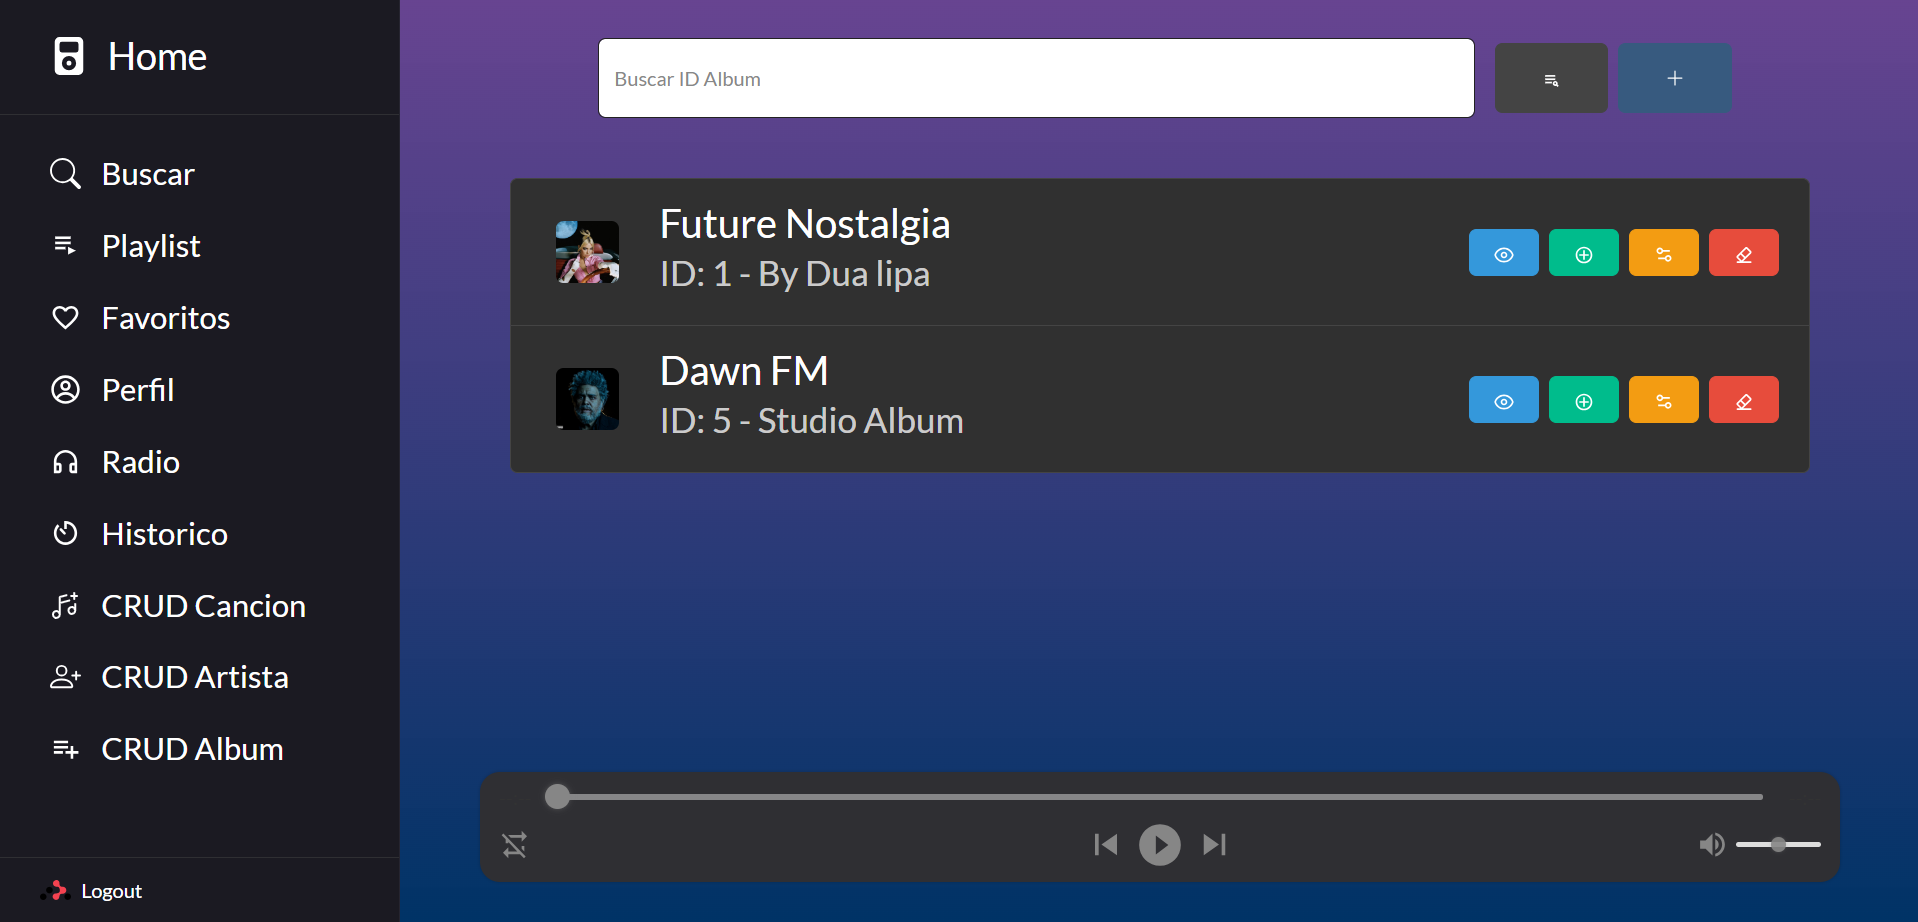 Home
Buscar
Playlist
Favoritos
Perfil
Radio
Historico
CRUD Cancion
CRUD Artista
CRUD Album
Logout
Buscar ID Album
Future Nostalgia
ID: 1 - By Dua lipa
Dawn FM
ID: 5 - Studio Album